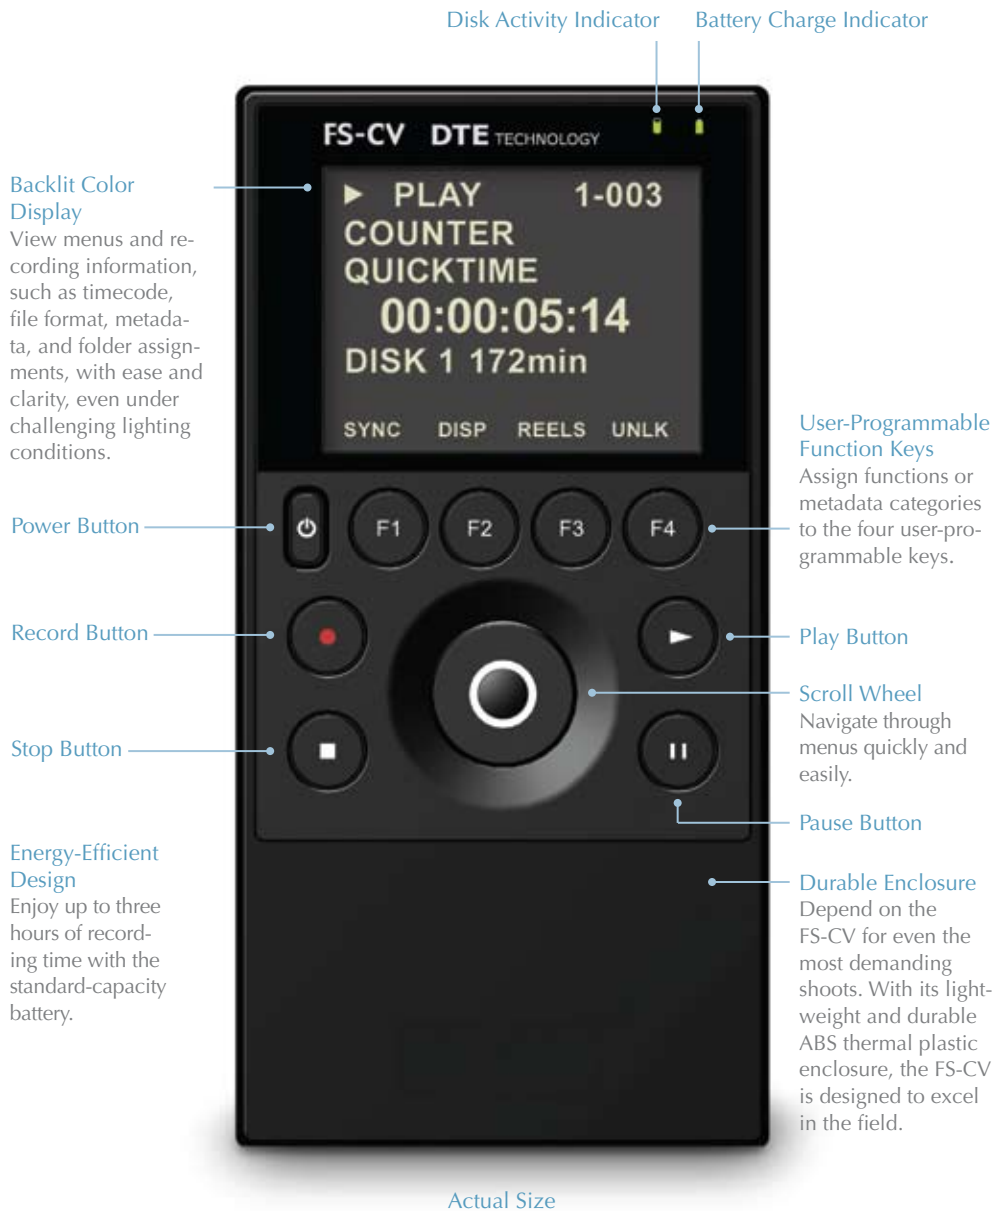 Disk Activity Indicator
Battery Charge Indicator
FS-CV DTE TECHNOLOGY
Backlit Color
Display
View menus and re-
cording information,
such as timecode,
file format, metada-
ta, and folder assign-
ments, with ease and
clarity, even under
challenging lighting
conditions.
► PLAY 1-003
COUNTER
QUICKTIME
00:00:05:14
DISK 1 172min
SYNC DISP REELS UNLK
User-Programmable
Function Keys
Assign functions or
metadata categories
to the four user-pro-
grammable keys.
Power Button
F1 F2 F3 F4
Record Button
Play Button
Scroll Wheel
Navigate through
menus quickly and
easily.
Stop Button
Pause Button
Energy-Efficient
Design
Enjoy up to three
hours of record-
ing time with the
standard-capacity
battery.
Durable Enclosure
Depend on the
FS-CV for even the
most demanding
shoots. With its light-
weight and durable
ABS thermal plastic
enclosure, the FS-CV
is designed to excel
in the field.
Actual Size